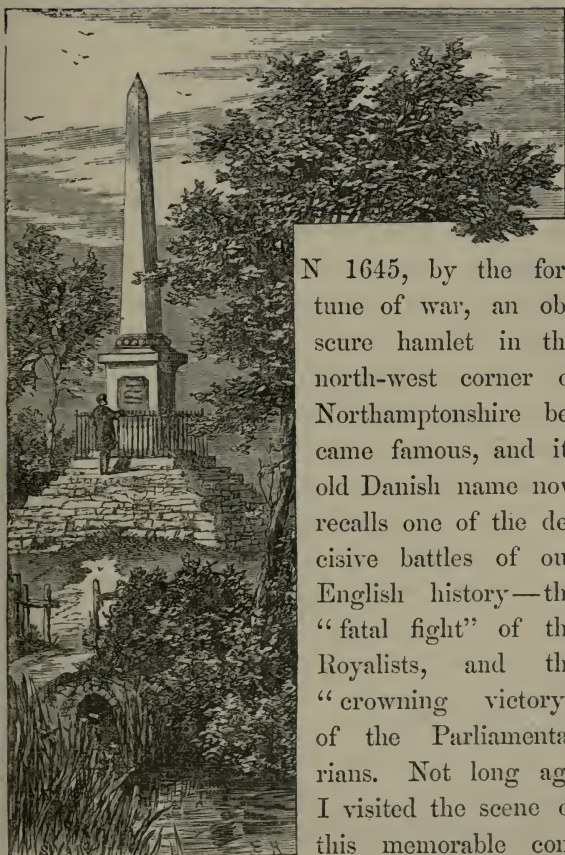 N 1645, by the for
tune of war, an ob
scure hamlet in th
north-west corner o
Northamptonshire be
came famous, and it
old Danish name now
recalls one of the de
cisive battles of ou
English history—th
“fatal fight” of th
Royalists, and th
“crowning victory
of the Parliamenta
rians. Not long ag
I visited the scene o
this memorable con